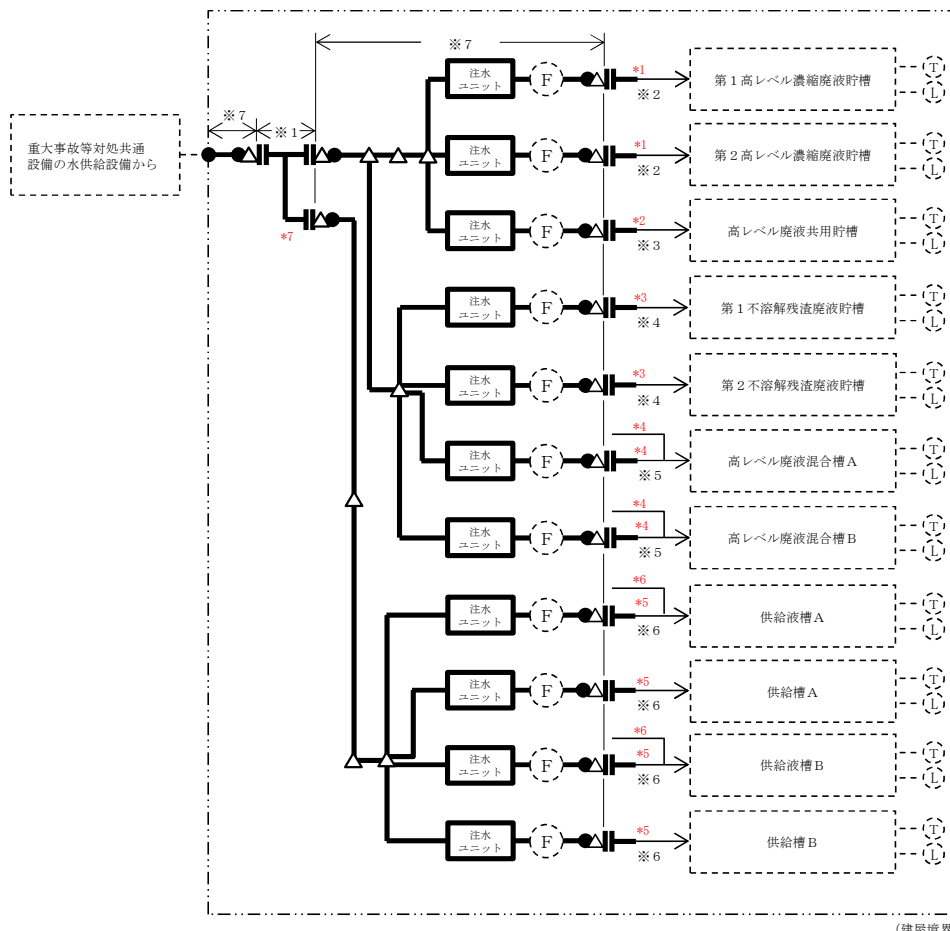 ※7
※7
※1
重大事故等対処共通
設備の水供給設備から
*7
注水
ユニット
F
*1
※2
第1高レベル濃縮廃液貯槽
T
L
注水
ユニット
F
*1
※2
第2高レベル濃縮廃液貯槽
T
L
注水
ユニット
F
*2
※3
高レベル廃液共用貯槽
T
L
注水
ユニット
F
*3
※4
第1不溶解残渣廃液貯槽
T
L
注水
ユニット
F
*3
※4
第2不溶解残渣廃液貯槽
T
L
注水
ユニット
F
*4
*4
※5
高レベル廃液混合槽A
T
L
注水
ユニット
F
*4
*4
※5
高レベル廃液混合槽B
T
L
注水
ユニット
F
*6
*5
※6
供給液槽A
T
L
注水
ユニット
F
*5
※6
供給槽A
T
L
注水
ユニット
F
*6
*5
※6
供給液槽B
T
L
注水
ユニット
F
*5
※6
供給槽B
T
L
(建屋境界